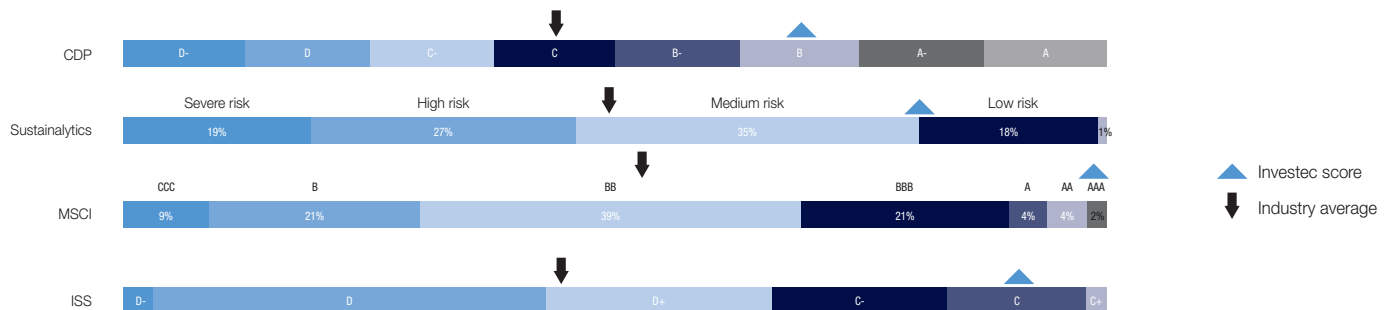 CDP
D- D C- C B- B A- A
Severe risk High risk Medium risk Low risk
Sustainalytics
19% 27% 35% 18% 1%
CCC B BB BBB A AA AAA
MSCI
9% 21% 39% 21% 4% 4% 2%
ISS
D- D D+ C- C C+
Investec score
Industry average